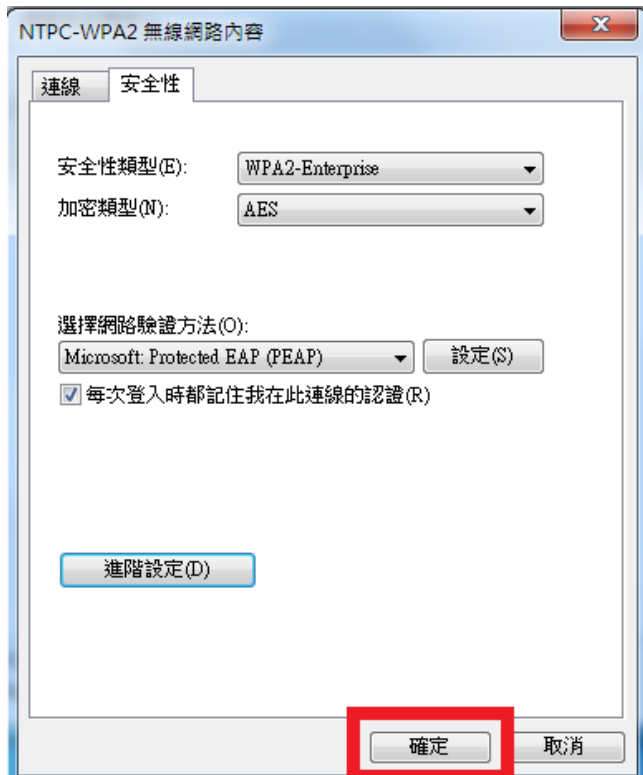 NTPC-WPA2 無線網路內容
連線 安全性
安全性類型(E): WPA2-Enterprise
加密類型(N): AES
選擇網路驗證方法(O):
Microsoft: Protected EAP (PEAP) 設定(S)
每次登入時都記住我在此連線的認證(R)
進階設定(D)
確定 取消